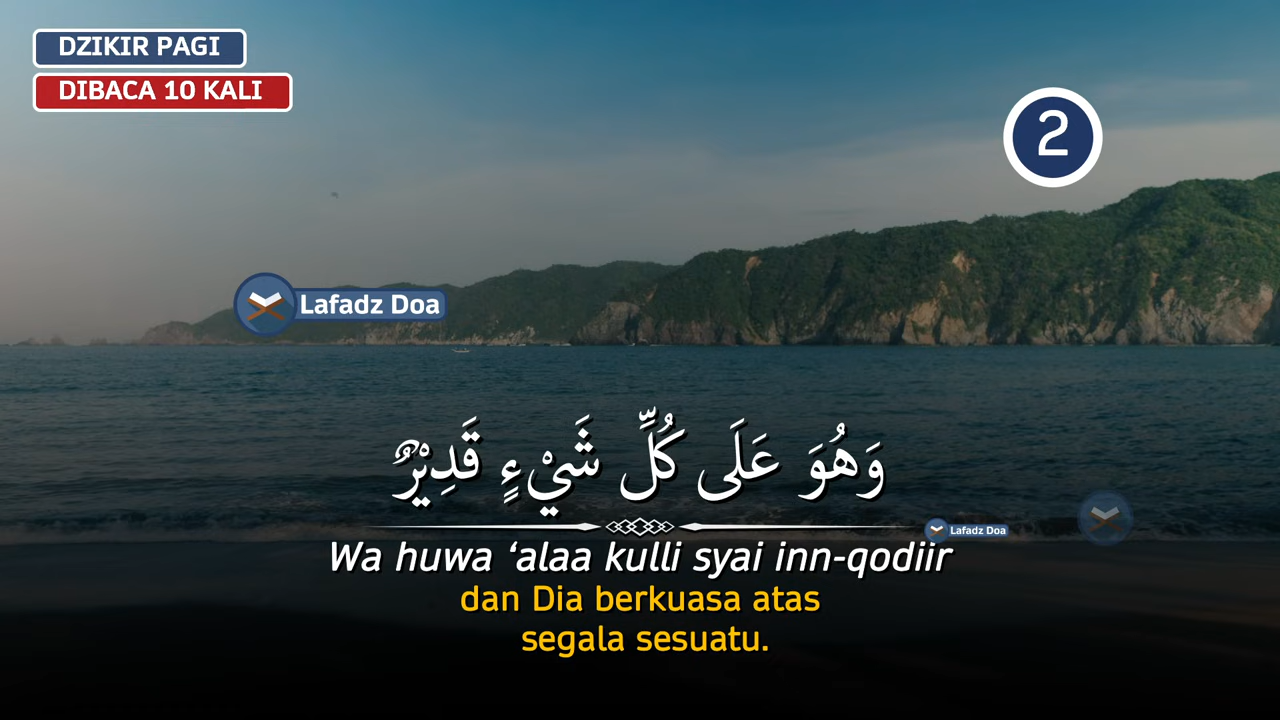 DZIKIR PAGI
DIBACA 10 KALI
2
Lafadz Doa
وَهُوَ عَلَى كُلِّ شَيْءٍ قَدِيْرٌ
Lafadz Doa
Wa huwa ‘alaa kulli syai inn-qodiir
dan Dia berkuasa atas
segala sesuatu.